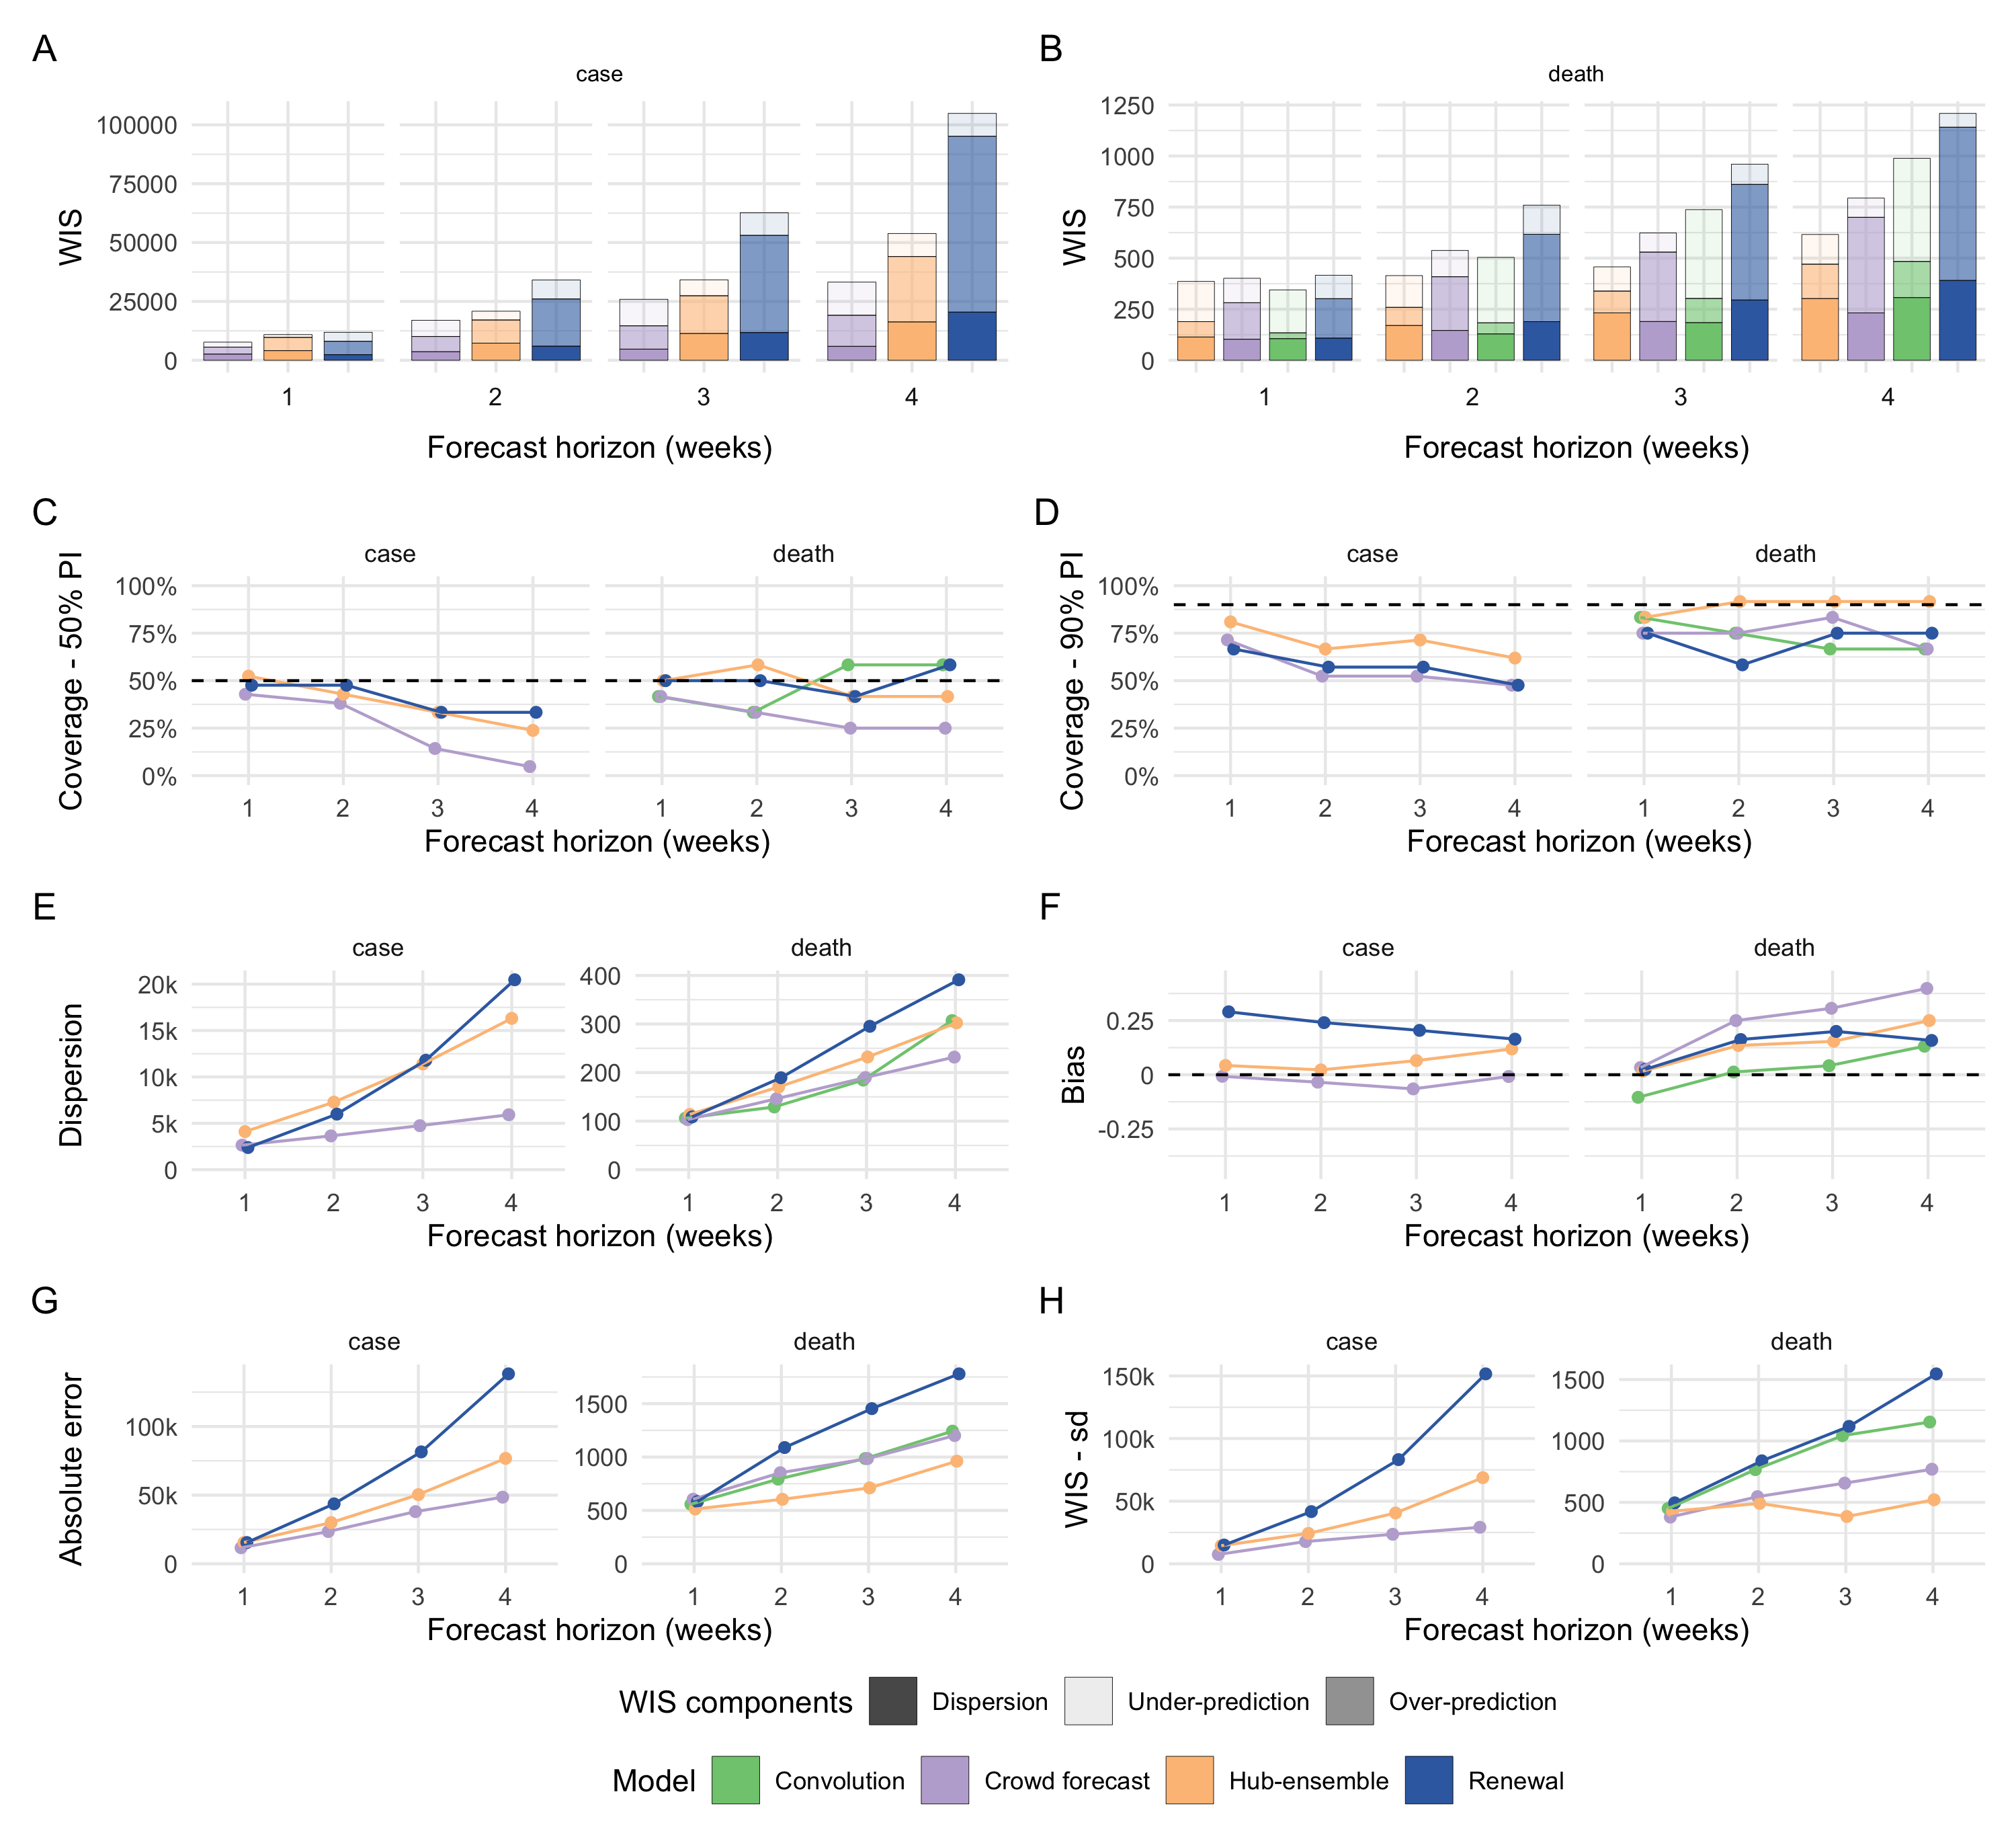 A
case
WIS
100000
75000
50000
25000
0
1 2 3 4
Forecast horizon (weeks)
B
death
WIS
1250
1000
750
500
250
0
1 2 3 4
Forecast horizon (weeks)
C
case death
Coverage - 50% PI
100%
75%
50%
25%
0%
1 2 3 4 1 2 3 4
Forecast horizon (weeks)
D
case death
Coverage - 90% PI
100%
75%
50%
25%
0%
1 2 3 4 1 2 3 4
Forecast horizon (weeks)
E
case death
Dispersion
20k
15k
10k
5k
0
400
300
200
100
0
1 2 3 4 1 2 3 4
Forecast horizon (weeks)
F
case death
Bias
0.25
0
-0.25
1 2 3 4 1 2 3 4
Forecast horizon (weeks)
G
case death
Absolute error
100k
50k
0
1500
1000
500
0
1 2 3 4 1 2 3 4
Forecast horizon (weeks)
H
case death
WIS - sd
150k
100k
50k
0
1500
1000
500
0
1 2 3 4 1 2 3 4
Forecast horizon (weeks)
WIS components Dispersion Under-prediction Over-prediction
Model Convolution Crowd forecast Hub-ensemble Renewal